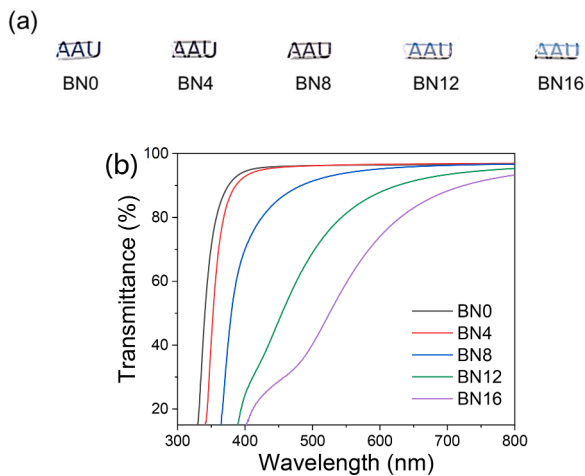 (a)
AAU AAU AAU AAU AAU
BN0 BN4 BN8 BN12 BN16
(b)
100
80
60
40
20
Transmittance (%)
BN0
BN4
BN8
BN12
BN16
300 400 500 600 700 800
Wavelength (nm)